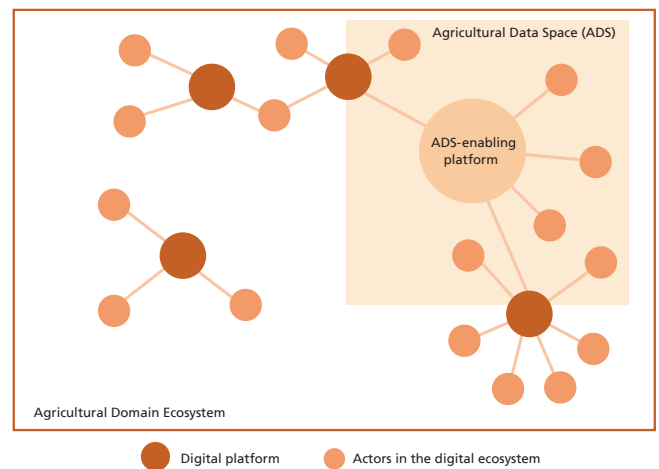 Agricultural Data Space (ADS)
ADS-enabling
platform
Agricultural Domain Ecosystem
Digital platform
Actors in the digital ecosystem